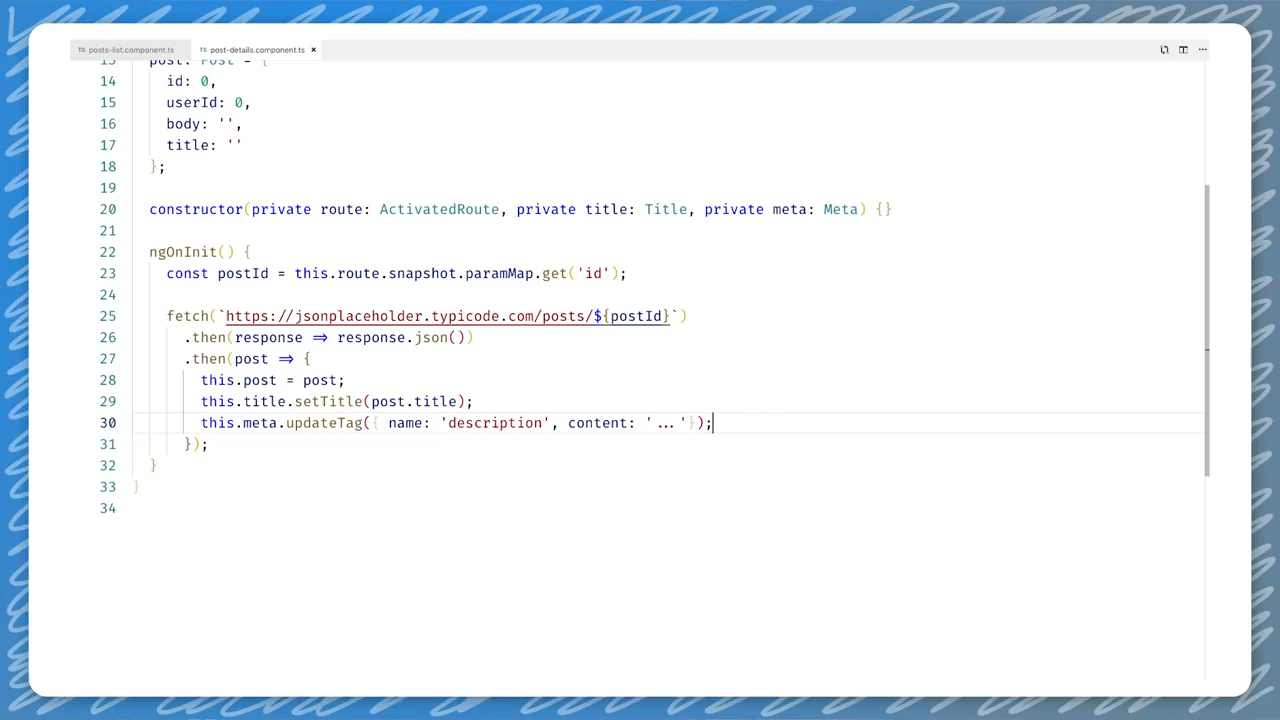 TS posts-list.component.ts TS post-details.component.ts ×
13 post: Post = {
14 id: 0,
15 userId: 0,
16 body: '',
17 title: ''
18 };
19
20 constructor(private route: ActivatedRoute, private title: Title, private meta: Meta) {}
21
22 ngOnInit() {
23 const postId = this.route.snapshot.paramMap.get('id');
24
25 fetch(`https://jsonplaceholder.typicode.com/posts/${postId}`)
26 .then(response => response.json())
27 .then(post => {
28 this.post = post;
29 this.title.setTitle(post.title);
30 this.meta.updateTag({ name: 'description', content: '...'});
31 });
32 }
33 }
34